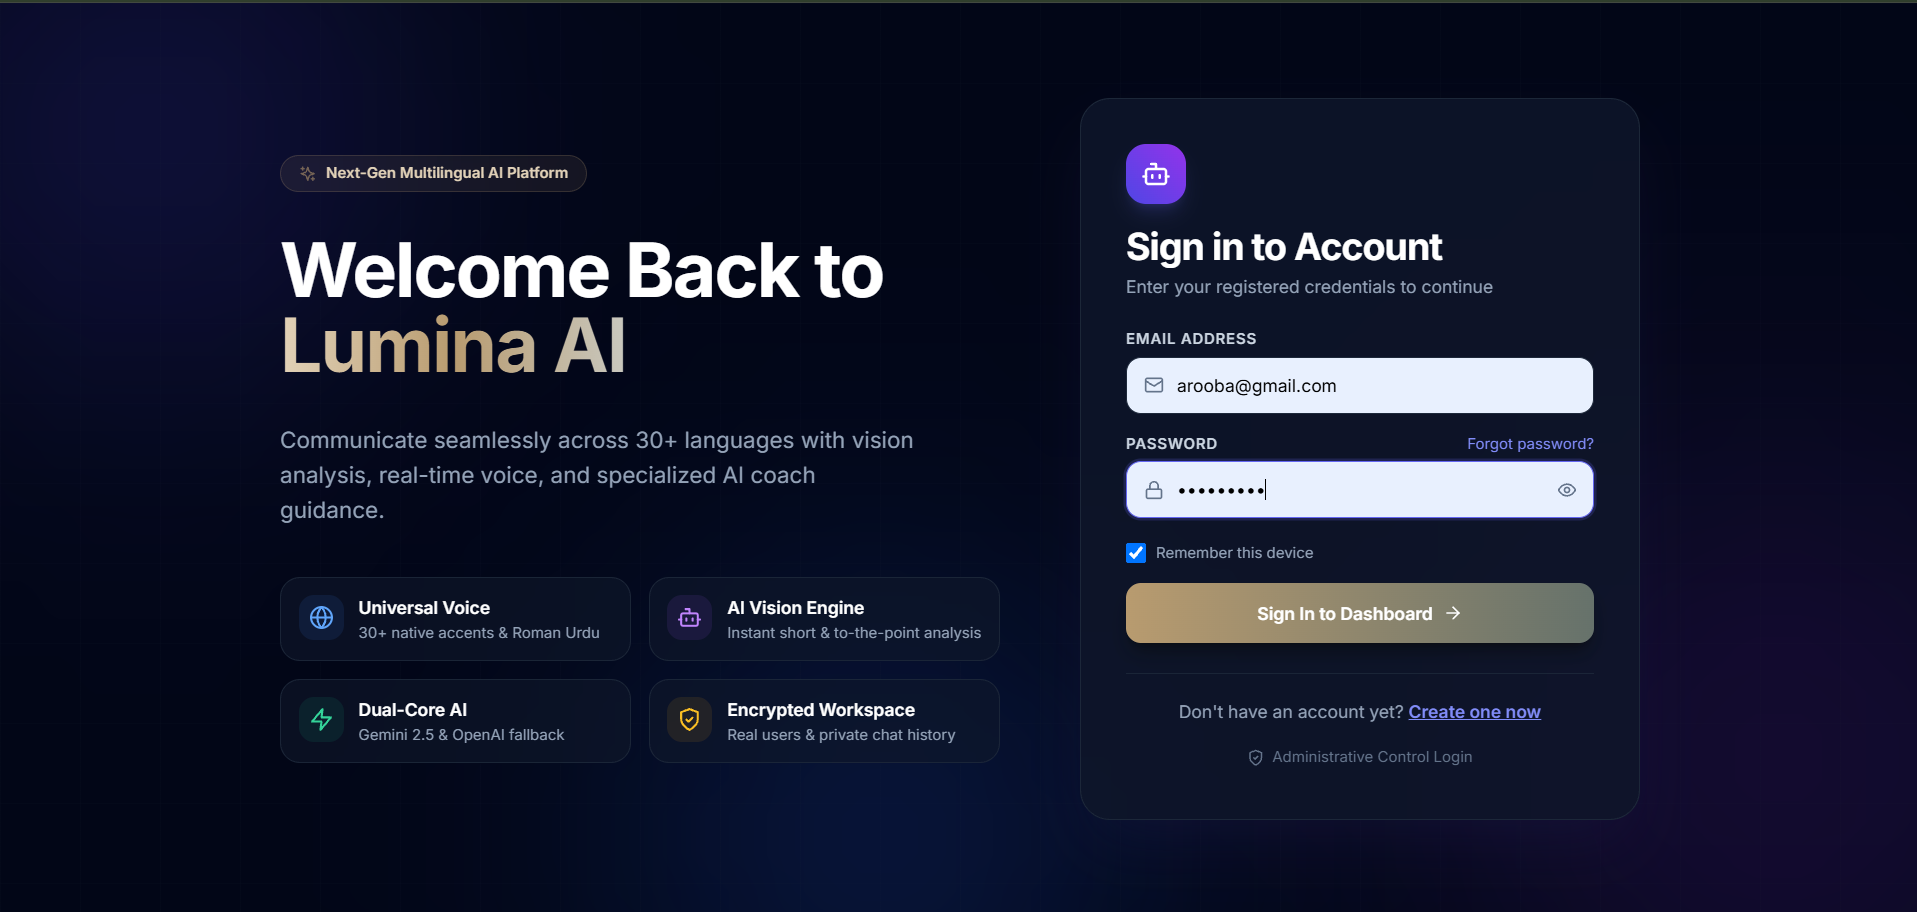 Next-Gen Multilingual AI Platform
Welcome Back to
Lumina AI
Communicate seamlessly across 30+ languages with vision
analysis, real-time voice, and specialized AI coach
guidance.
Universal Voice
30+ native accents & Roman Urdu
AI Vision Engine
Instant short & to-the-point analysis
Dual-Core AI
Gemini 2.5 & OpenAI fallback
Encrypted Workspace
Real users & private chat history
Sign in to Account
Enter your registered credentials to continue
EMAIL ADDRESS
arooba@gmail.com
PASSWORD
Forgot password?
•••••••••
Remember this device
Sign In to Dashboard →
Don't have an account yet? Create one now
Administrative Control Login